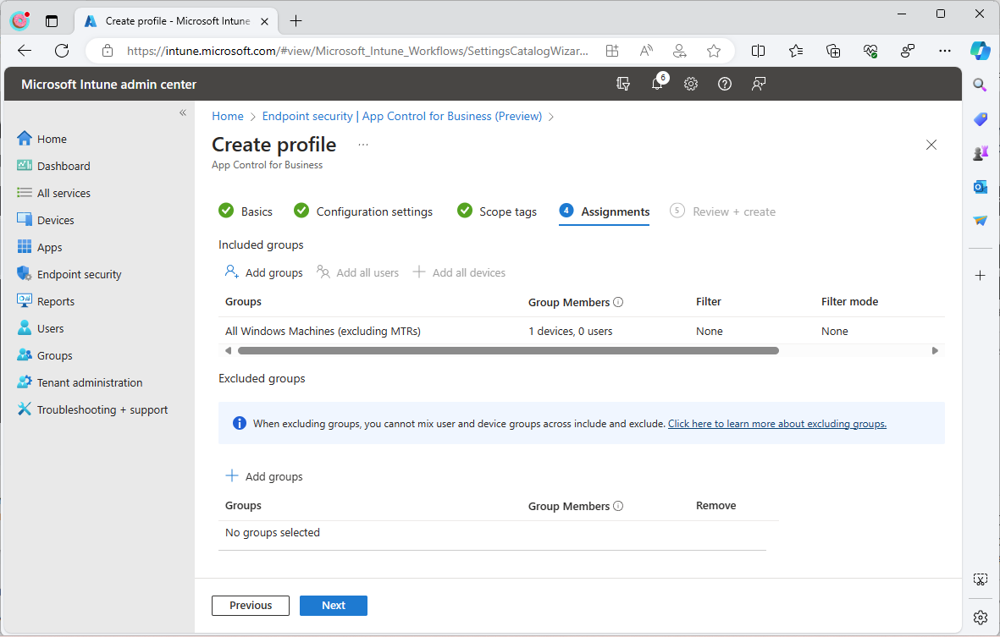 Create profile - Microsoft Intune
https://intune.microsoft.com/#view/Microsoft_Intune_Workflows/SettingsCatalogWizar...
Microsoft Intune admin center
6
Home
Dashboard
All services
Devices
Apps
Endpoint security
Reports
Users
Groups
Tenant administration
Troubleshooting + support
Home > Endpoint security | App Control for Business (Preview) >
Create profile ...
App Control for Business
Basics Configuration settings Scope tags 4 Assignments 5 Review + create
Included groups
Add groups Add all users Add all devices
Groups Group Members Filter Filter mode
All Windows Machines (excluding MTRs) 1 devices, 0 users None None
Excluded groups
When excluding groups, you cannot mix user and device groups across include and exclude. Click here to learn more about excluding groups.
Add groups
Groups Group Members Remove
No groups selected
Previous Next